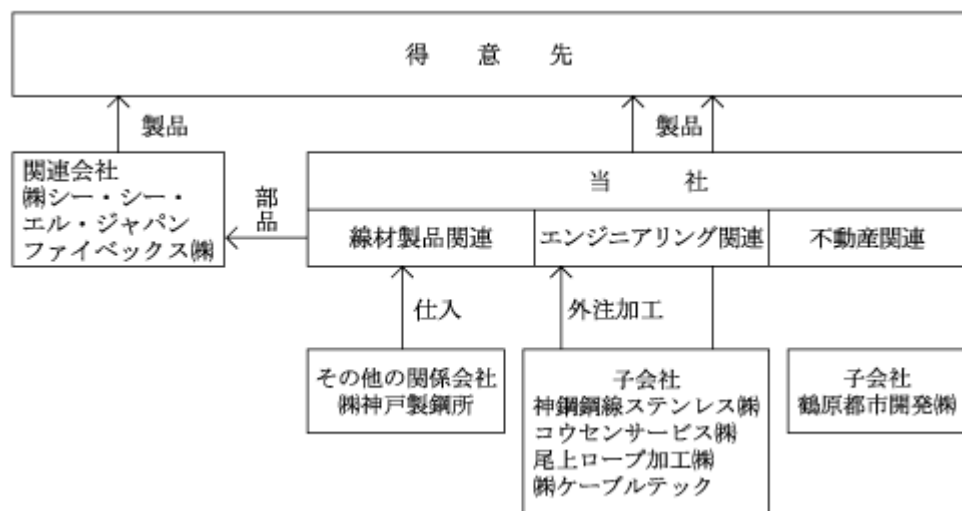 得意先
製品
製品
関連会社
㈱シー・シー・
エル・ジャパン
ファイベックス㈱
部品
当社
線材製品関連
エンジニアリング関連
不動産関連
仕入
外注加工
その他の関係会社
㈱神戸製鋼所
子会社
神鋼鋼線ステンレス㈱
コウセンサービス㈱
尾上ロープ加工㈱
㈱ケーブルテック
子会社
鶴原都市開発㈱